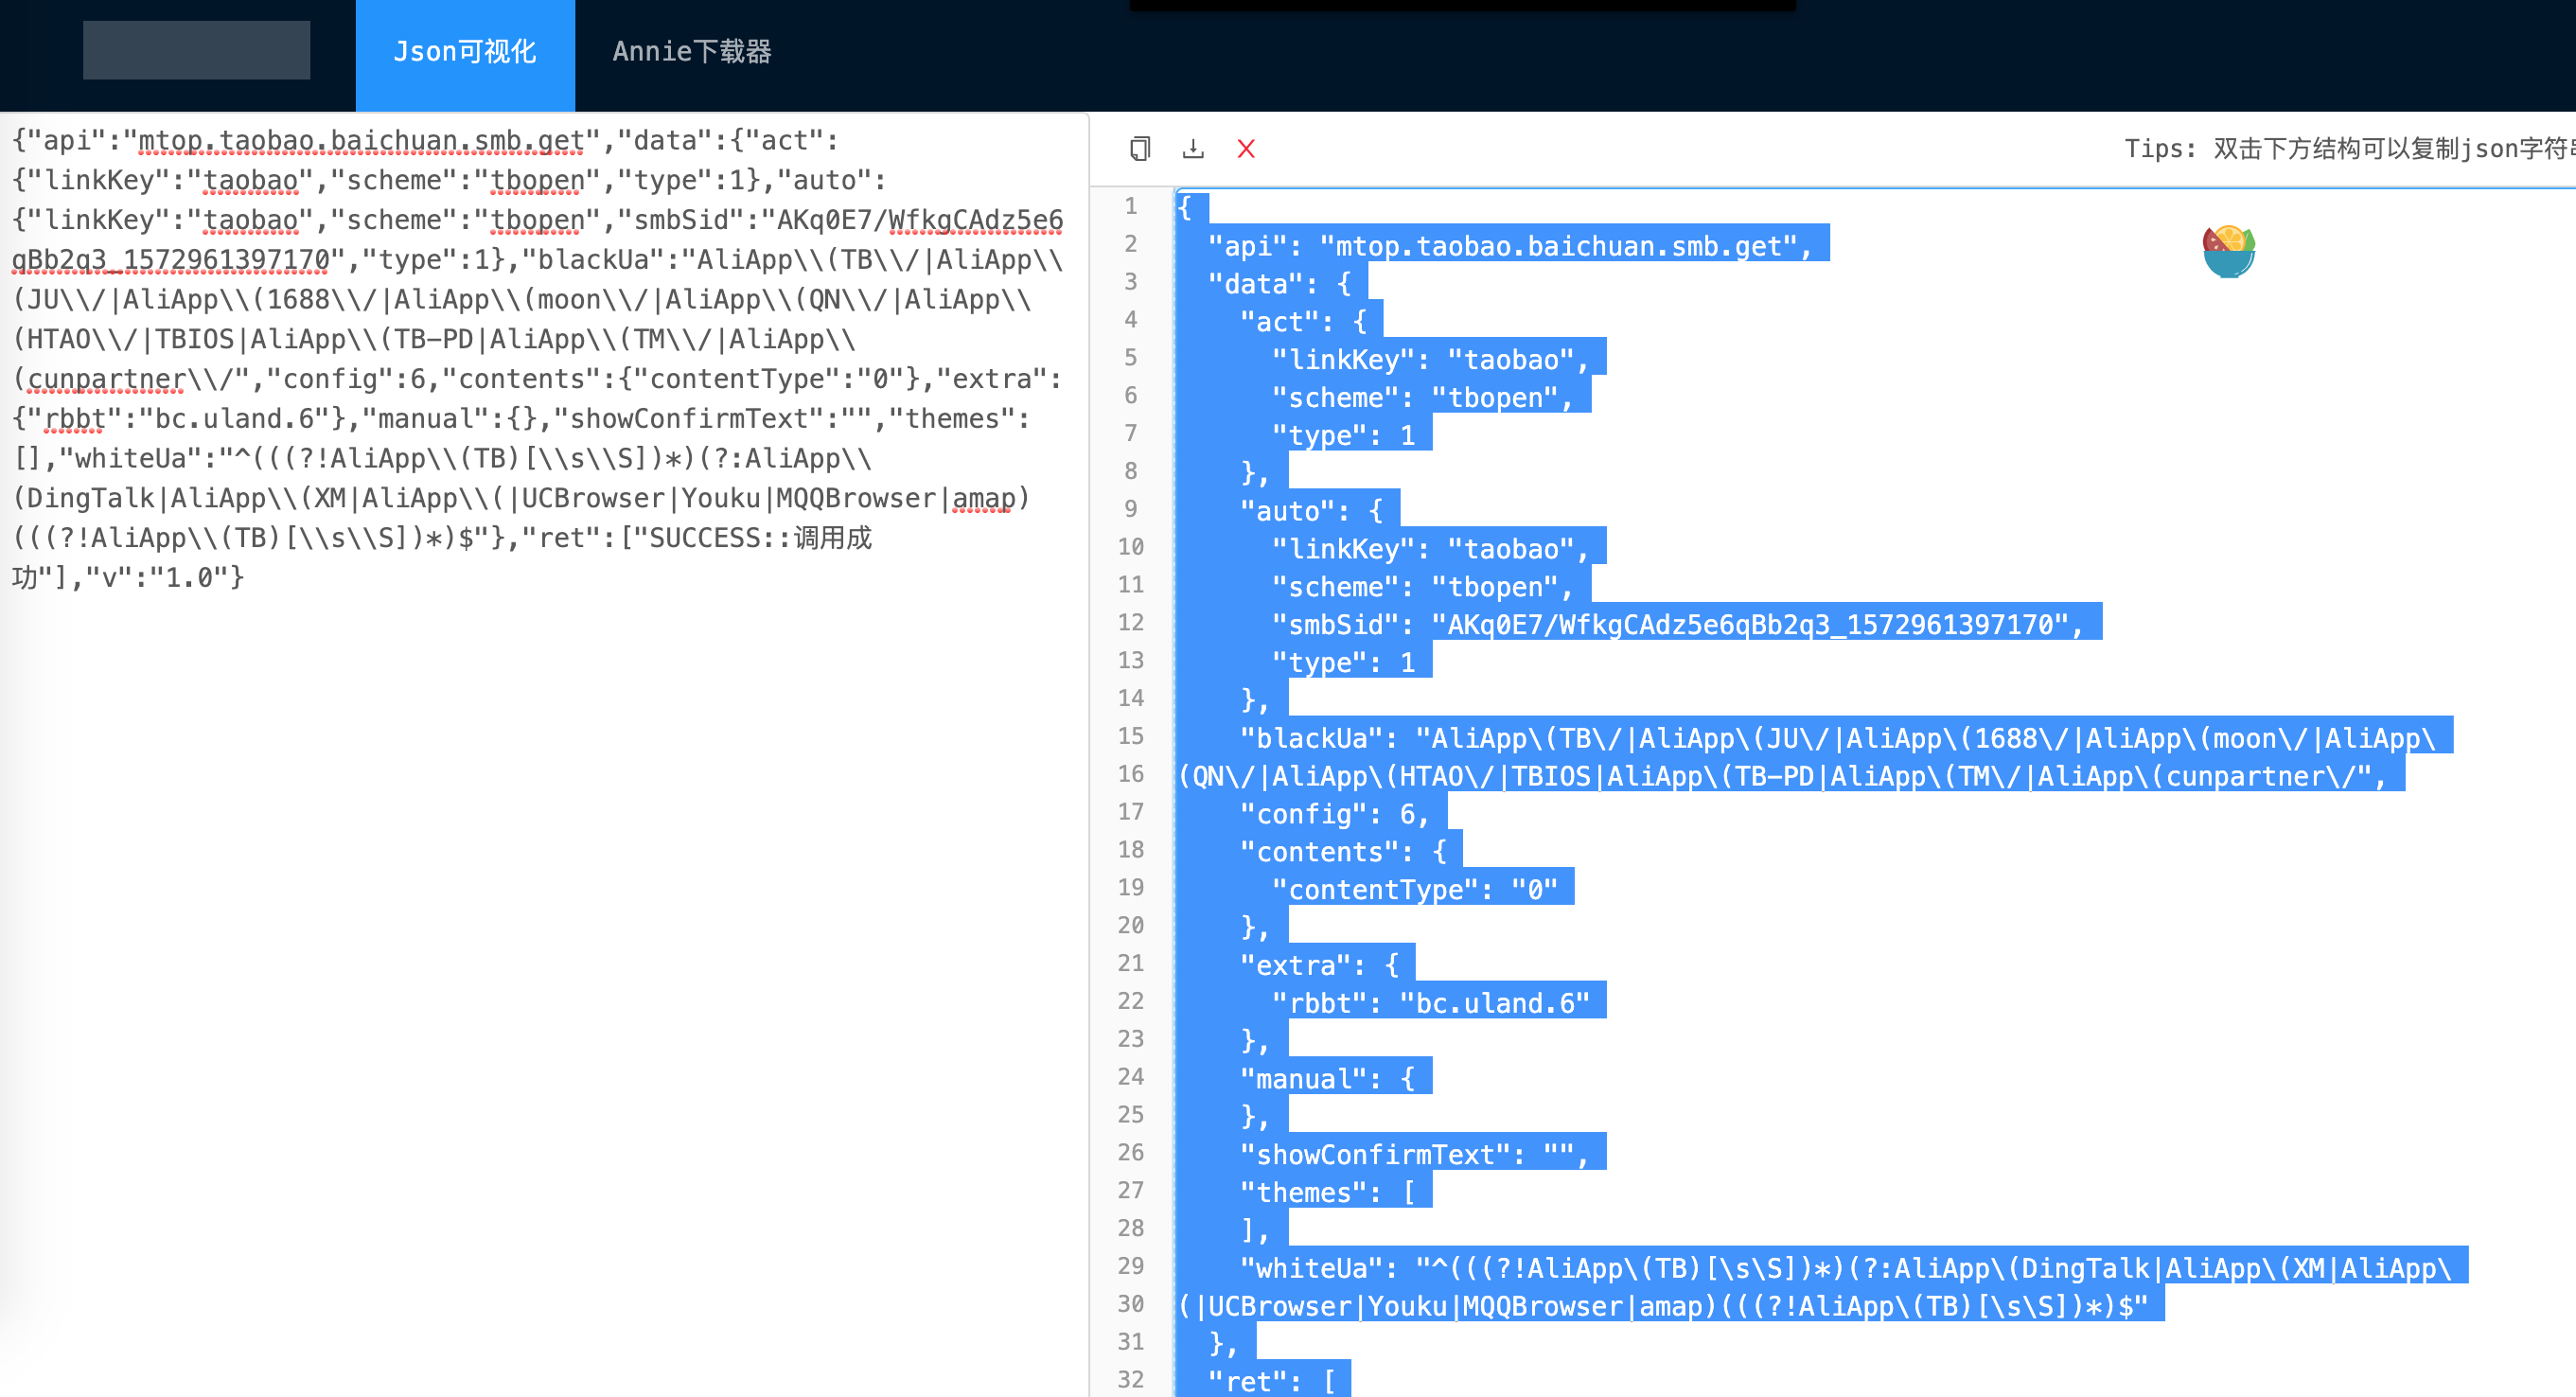 Json可视化
Annie下载器
{"api":"mtop.taobao.baichuan.smb.get","data":{"act":
{"linkKey":"taobao","scheme":"tbopen","type":1},"auto":
{"linkKey":"taobao","scheme":"tbopen","smbSid":"AKq0E7/WfkgCAdz5e6
qBb2q3_1572961397170","type":1},"blackUa":"AliApp\\(TB\\/|AliApp\\
(JU\\/|AliApp\\(1688\\/|AliApp\\(moon\\/|AliApp\\(QN\\/|AliApp\\
(HTAO\\/|TBIOS|AliApp\\(TB-PD|AliApp\\(TM\\/|AliApp\\
(cunpartner\\/","config":6,"contents":{"contentType":"0"},"extra":
{"rbbt":"bc.uland.6"},"manual":{},"showConfirmText":"","themes":
[],"whiteUa":"^(((?!AliApp\\(TB)[\\s\\S])*)(?:AliApp\\
(DingTalk|AliApp\\(XM|AliApp\\(|UCBrowser|Youku|MQQBrowser|amap)
(((?!AliApp\\(TB)[\\s\\S])*)$"},"ret":["SUCCESS::调用成
功"],"v":"1.0"}
Tips: 双击下方结构可以复制json字符
1 {
2 "api": "mtop.taobao.baichuan.smb.get",
3 "data": {
4 "act": {
5 "linkKey": "taobao",
6 "scheme": "tbopen",
7 "type": 1
8 },
9 "auto": {
10 "linkKey": "taobao",
11 "scheme": "tbopen",
12 "smbSid": "AKq0E7/WfkgCAdz5e6qBb2q3_1572961397170",
13 "type": 1
14 },
15 "blackUa": "AliApp\(TB\/|AliApp\(JU\/|AliApp\(1688\/|AliApp\(moon\/|AliApp\
16 (QN\/|AliApp\(HTAO\/|TBIOS|AliApp\(TB-PD|AliApp\(TM\/|AliApp\(cunpartner\/",
17 "config": 6,
18 "contents": {
19 "contentType": "0"
20 },
21 "extra": {
22 "rbbt": "bc.uland.6"
23 },
24 "manual": {
25 },
26 "showConfirmText": "",
27 "themes": [
28 ],
29 "whiteUa": "^(((?!AliApp\(TB)[\s\S])*)(?:AliApp\(DingTalk|AliApp\(XM|AliApp\
30 (|UCBrowser|Youku|MQQBrowser|amap)(((?!AliApp\(TB)[\s\S])*)$"
31 },
32 "ret": [